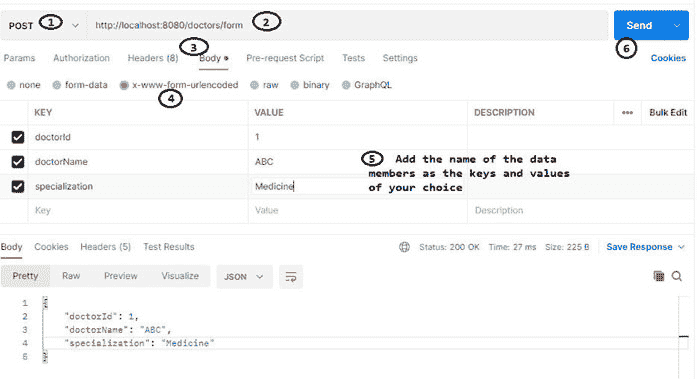 POST 1 http://localhost:8080/doctors/form 2 Send
3 6
Params Authorization Headers (8) Body Pre-request Script Tests Settings Cookies
none form-data x-www-form-urlencoded raw binary GraphQL
4
KEY VALUE DESCRIPTION ••• Bulk Edit
doctorId 1
doctorName ABC 5 Add the name of the data
members as the keys and values
specialization Medicine of your choice
Key Value Description
Body Cookies Headers (5) Test Results Status: 200 OK Time: 27 ms Size: 225 B Save Response
Pretty Raw Preview Visualize JSON
1 {
2 "doctorId": 1,
3 "doctorName": "ABC",
4 "specialization": "Medicine"
6 }